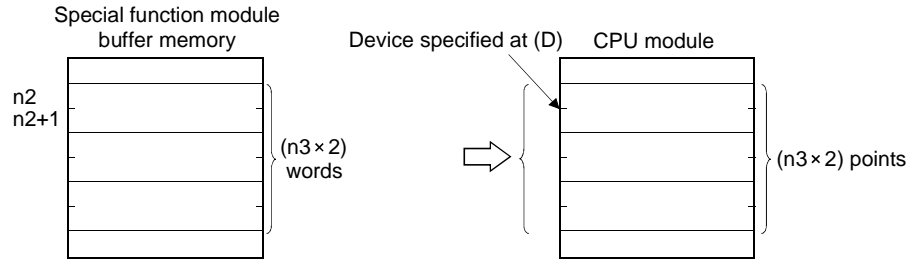 Special function module
buffer memory
Device specified at (D)
CPU module
n2
n2+1
(n3×2)
words
(n3×2) points